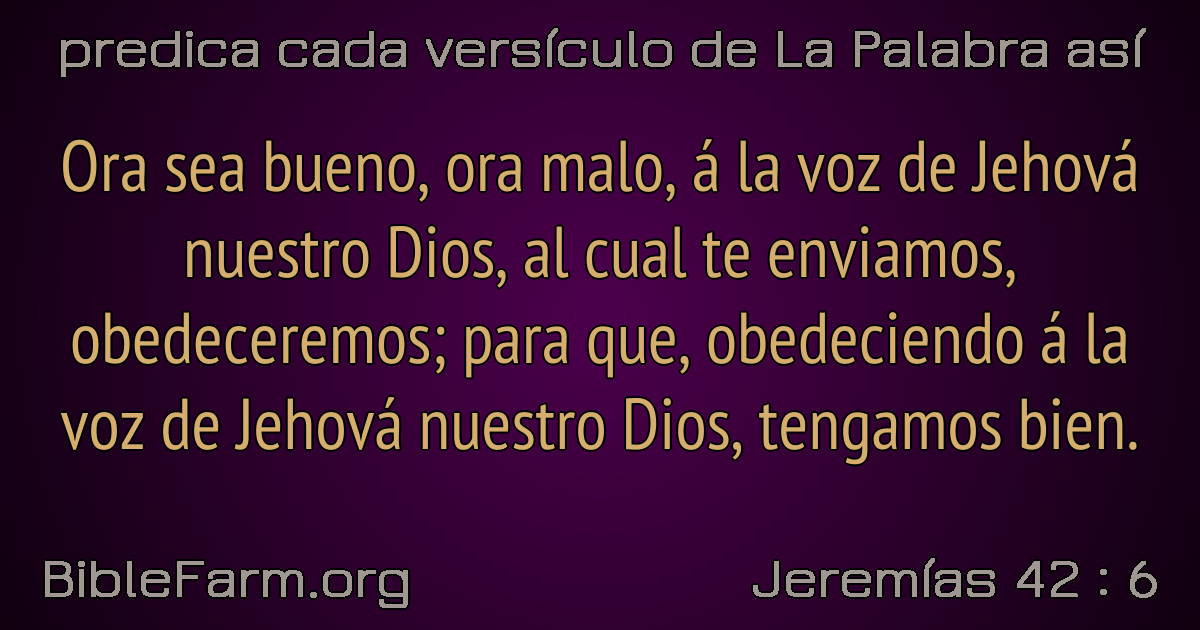 predica cada versículo de La Palabra así
Ora sea bueno, ora malo, á la voz de Jehová
nuestro Dios, al cual te enviamos,
obedeceremos; para que, obedeciendo á la
voz de Jehová nuestro Dios, tengamos bien.
BibleFarm.org
Jeremías 42 : 6